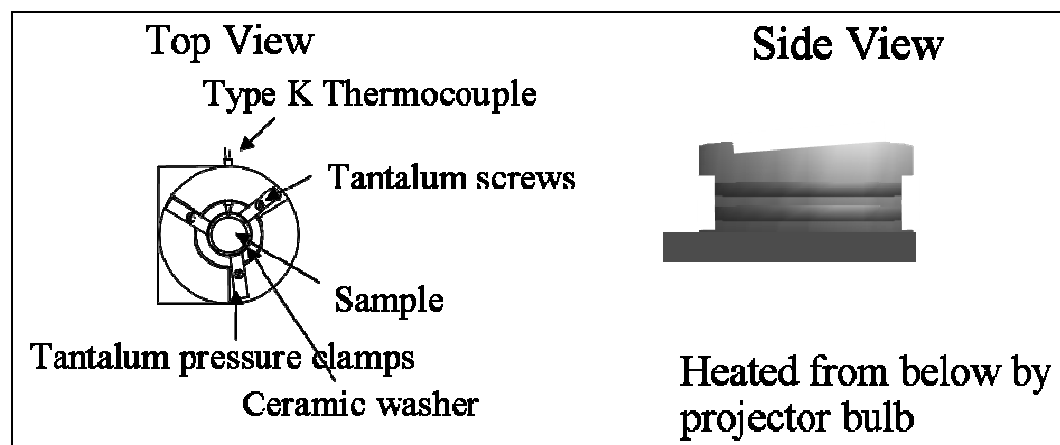 Top View
Type K Thermocouple
Tantalum screws
Sample
Tantalum pressure clamps
Ceramic washer
Side View
Heated from below by
projector bulb